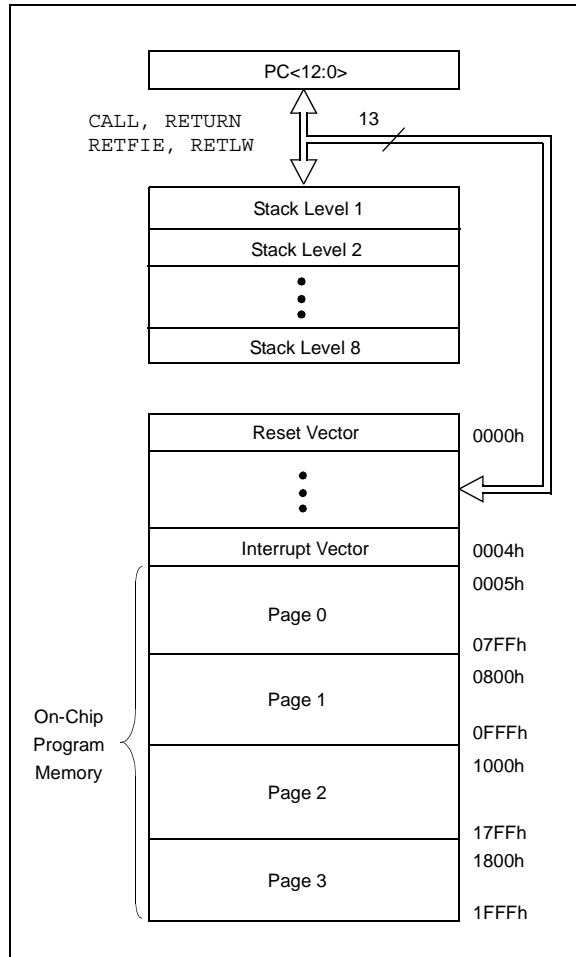 PC<12:0>
CALL, RETURN
RETFIE, RETLW
13
Stack Level 1
Stack Level 2
Stack Level 8
Reset Vector
0000h
Interrupt Vector
0004h
0005h
Page 0
07FFh
0800h
Page 1
0FFFh
On-Chip
Program
Memory
1000h
Page 2
17FFh
1800h
Page 3
1FFFh